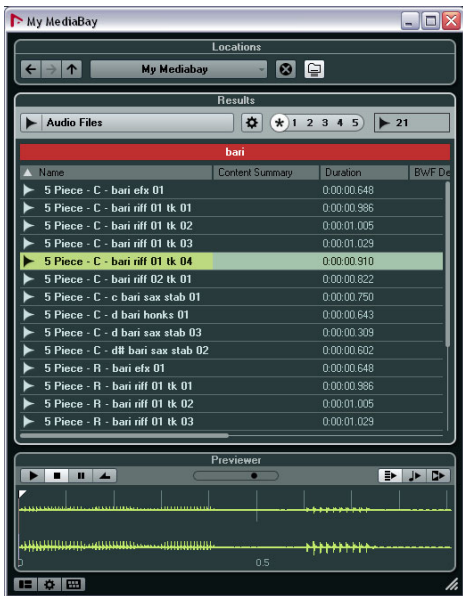 My MediaBay
Locations
My Mediabay
Results
Audio Files 1 2 3 4 5 21
bari
Name Content Summary Duration BWF De
5 Piece - C - bari efx 01 0:00:00.648
5 Piece - C - bari riff 01 tk 01 0:00:00.986
5 Piece - C - bari riff 01 tk 02 0:00:01.005
5 Piece - C - bari riff 01 tk 03 0:00:01.029
5 Piece - C - bari riff 01 tk 04 0:00:00.910
5 Piece - C - bari riff 02 tk 01 0:00:00.822
5 Piece - C - c bari sax stab 01 0:00:00.750
5 Piece - C - d bari honks 01 0:00:00.643
5 Piece - C - d bari sax stab 03 0:00:00.309
5 Piece - C - d# bari sax stab 02 0:00:00.602
5 Piece - R - bari efx 01 0:00:00.648
5 Piece - R - bari riff 01 tk 01 0:00:00.986
5 Piece - R - bari riff 01 tk 02 0:00:01.005
5 Piece - R - bari riff 01 tk 03 0:00:01.029
Previewer
0.5